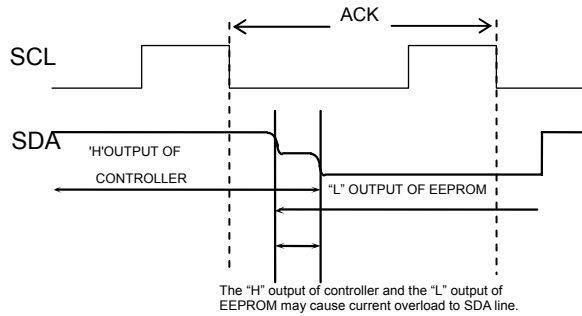 ACK
SCL
SDA
'H'OUTPUT OF
CONTROLLER
“L” OUTPUT OF EEPROM
The “H” output of controller and the “L” output of
EEPROM may cause current overload to SDA line.